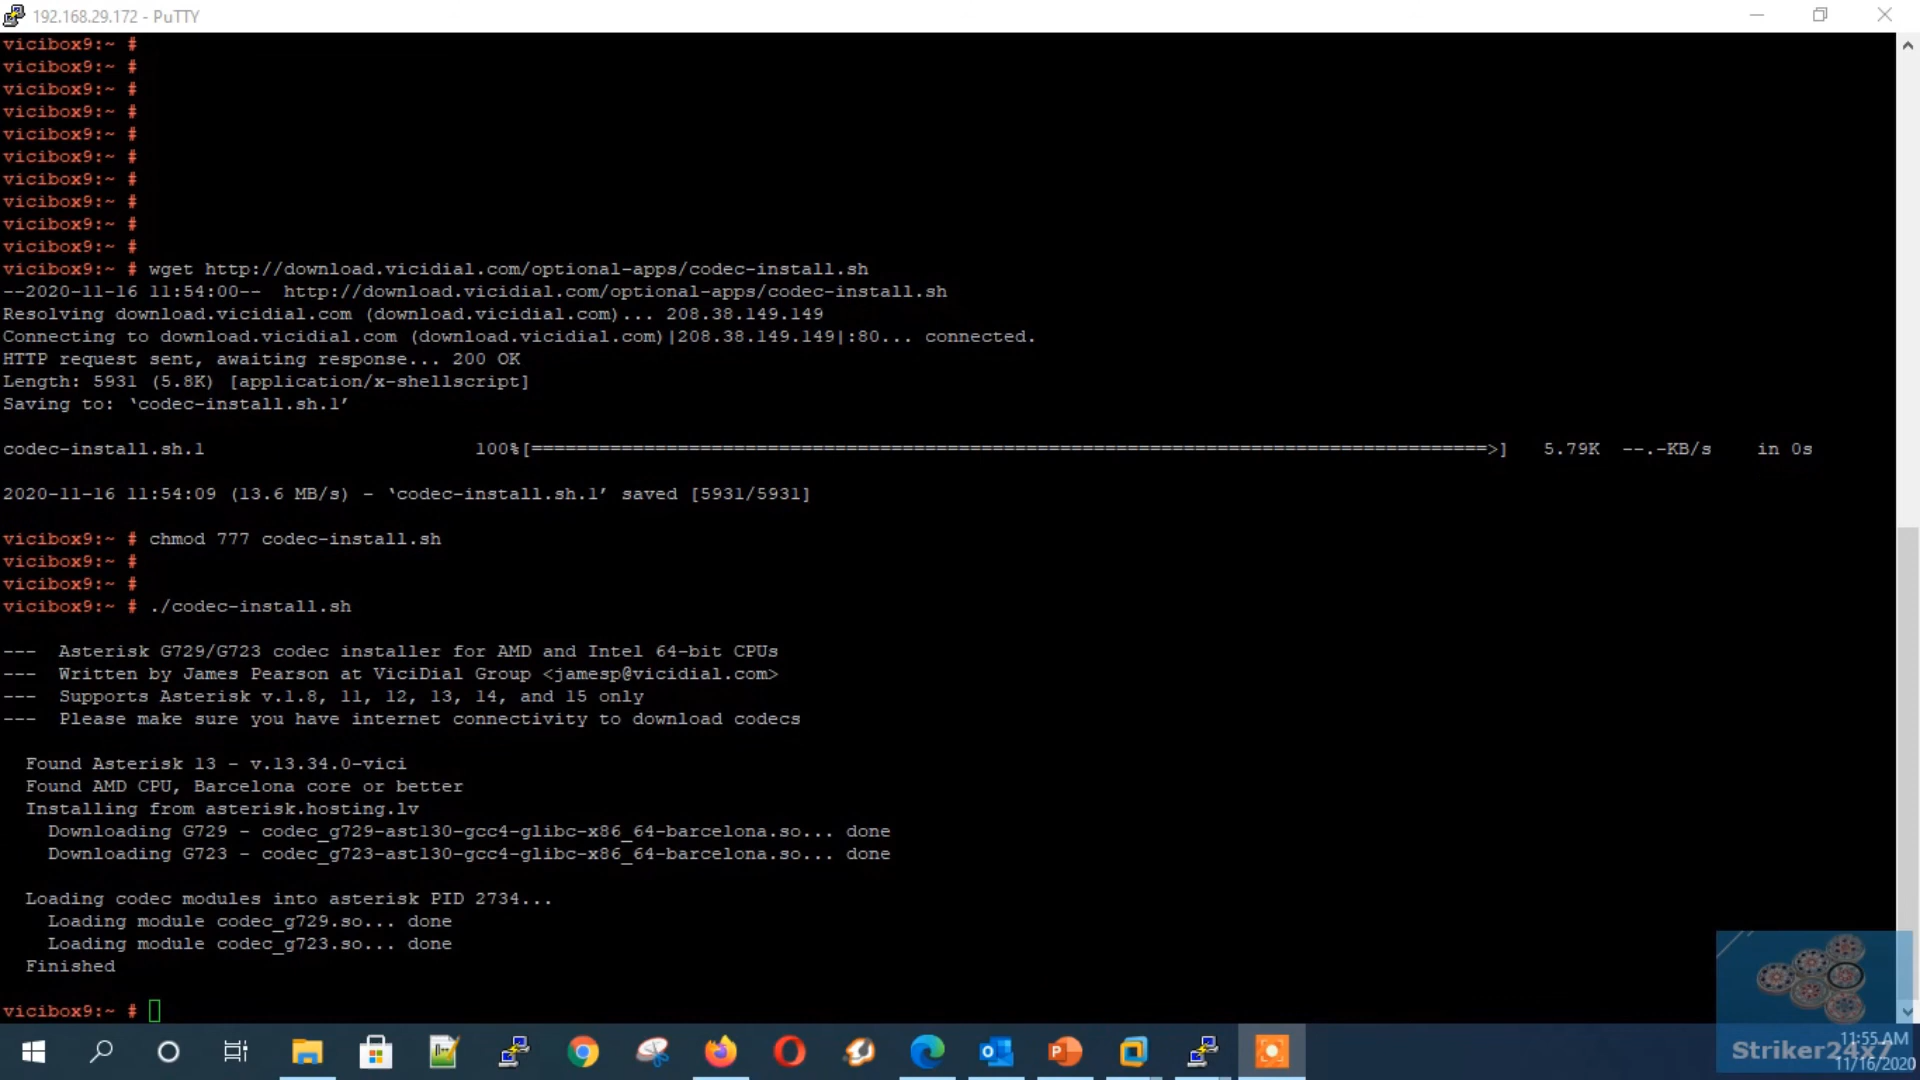 192.168.29.172 - PuTTY
vicibox9:~ #
vicibox9:~ #
vicibox9:~ #
vicibox9:~ #
vicibox9:~ #
vicibox9:~ #
vicibox9:~ #
vicibox9:~ #
vicibox9:~ #
vicibox9:~ #
vicibox9:~ # wget http://download.vicidial.com/optional-apps/codec-install.sh
--2020-11-16 11:54:00--  http://download.vicidial.com/optional-apps/codec-install.sh
Resolving download.vicidial.com (download.vicidial.com)... 208.38.149.149
Connecting to download.vicidial.com (download.vicidial.com)|208.38.149.149|:80... connected.
HTTP request sent, awaiting response... 200 OK
Length: 5931 (5.8K) [application/x-shellscript]
Saving to: ‘codec-install.sh.1’
codec-install.sh.1 100%[=====================================================================================>] 5.79K --.-KB/s in 0s
2020-11-16 11:54:09 (13.6 MB/s) - ‘codec-install.sh.1’ saved [5931/5931]
vicibox9:~ # chmod 777 codec-install.sh
vicibox9:~ #
vicibox9:~ #
vicibox9:~ # ./codec-install.sh
---  Asterisk G729/G723 codec installer for AMD and Intel 64-bit CPUs
---  Written by James Pearson at ViciDial Group <jamesp@vicidial.com>
---  Supports Asterisk v.1.8, 11, 12, 13, 14, and 15 only
---  Please make sure you have internet connectivity to download codecs
Found Asterisk 13 - v.13.34.0-vici
Found AMD CPU, Barcelona core or better
Installing from asterisk.hosting.lv
Downloading G729 - codec_g729-ast130-gcc4-glibc-x86_64-barcelona.so... done
Downloading G723 - codec_g723-ast130-gcc4-glibc-x86_64-barcelona.so... done
Loading codec modules into asterisk PID 2734...
Loading module codec_g729.so... done
Loading module codec_g723.so... done
Finished
vicibox9:~ #
11:55 AM
Striker24x7
11/16/2020